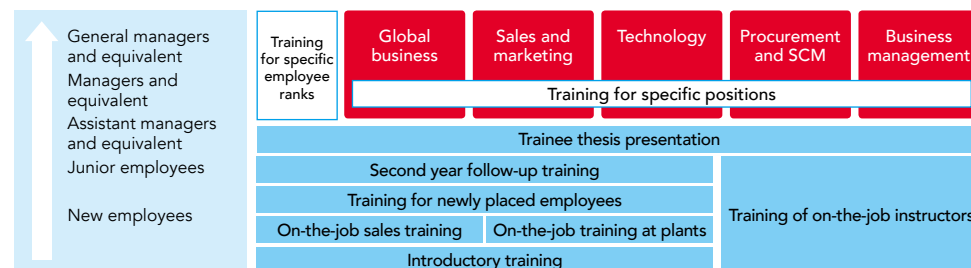 General managers
and equivalent
Managers and
equivalent
Assistant managers
and equivalent
Junior employees
New employees
Training
for specific
employee
ranks
Global
business
Sales and
marketing
Technology
Procurement
and SCM
Business
management
Training for specific positions
Trainee thesis presentation
Second year follow-up training
Training for newly placed employees
On-the-job sales training
On-the-job training at plants
Introductory training
Training of on-the-job instructors